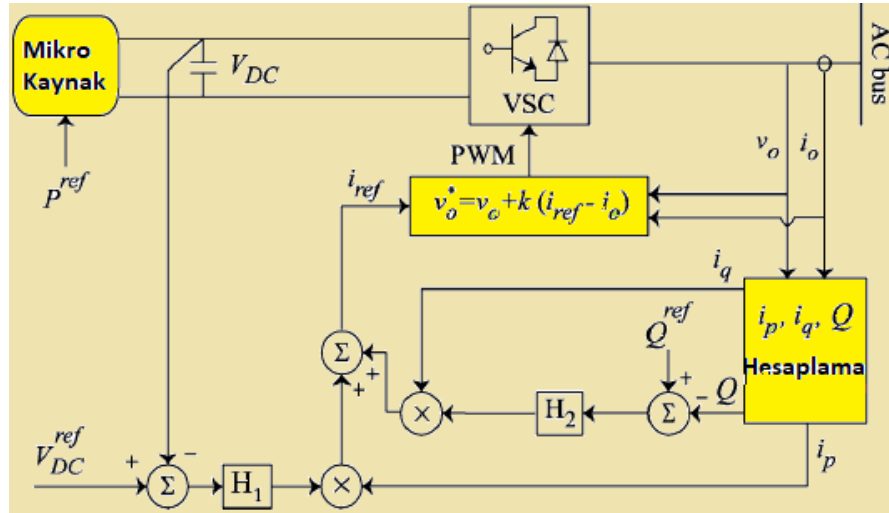 Mikro
Kaynak
V_DC
VSC
AC bus
P^ref
PWM
v_o
i_o
i_ref
v_o^*=v_o+k (i_ref - i_o)
i_q
Q^ref
i_p, i_q, Q
Hesaplama
Σ
+
+
+
×
H_2
Σ
−
Q
V_DC^ref
+
−
Σ
H_1
×
i_p